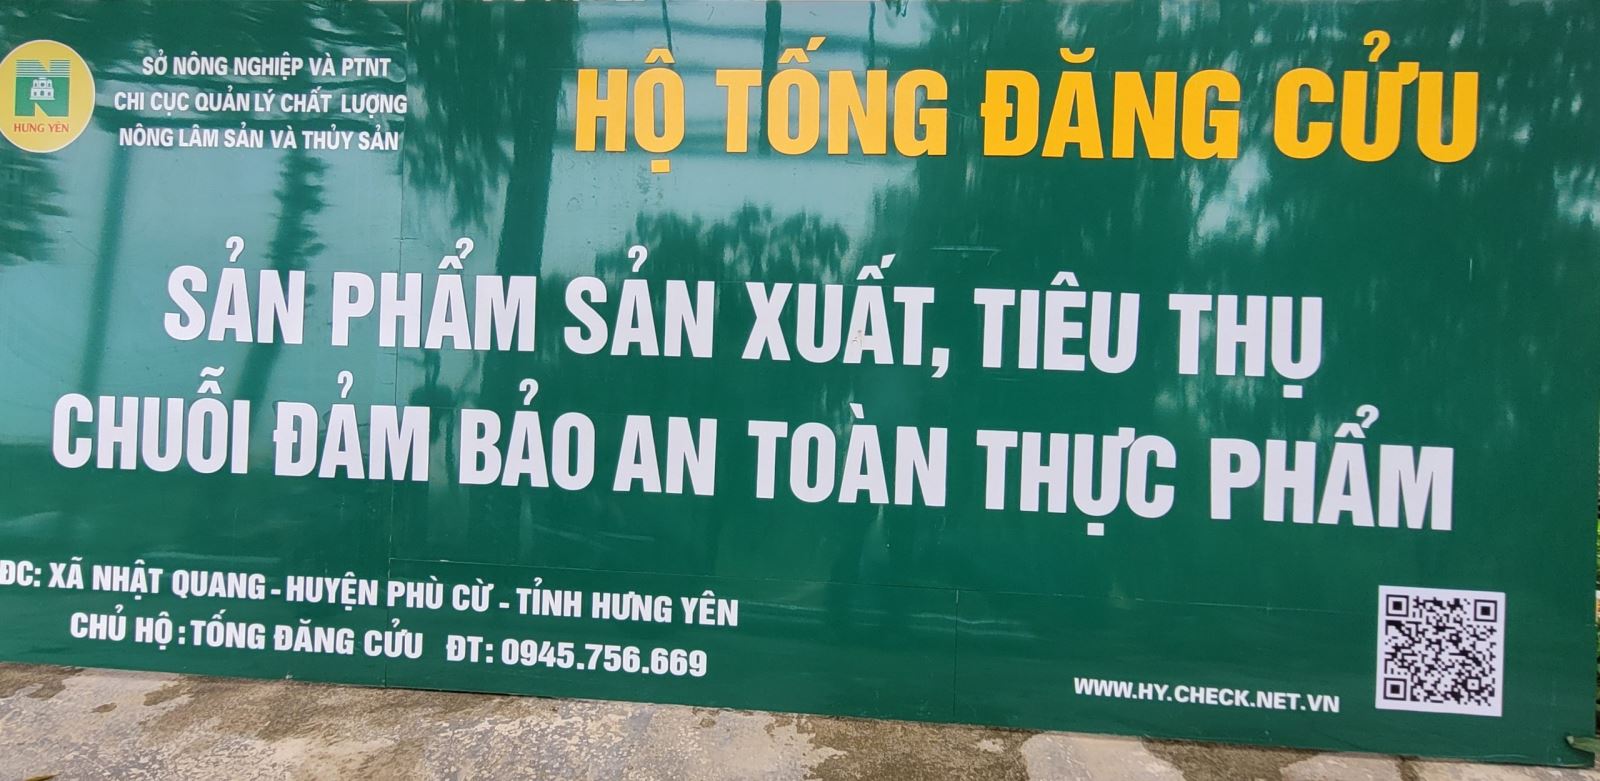 HƯNG YÊN
SỞ NÔNG NGHIỆP VÀ PTNT
CHI CỤC QUẢN LÝ CHẤT LƯỢNG
NÔNG LÂM SẢN VÀ THỦY SẢN
HỘ TỐNG ĐĂNG CỬU
SẢN PHẨM SẢN XUẤT, TIÊU THỤ
CHUỖI ĐẢM BẢO AN TOÀN THỰC PHẨM
ĐC: XÃ NHẬT QUANG - HUYỆN PHÙ CỪ - TỈNH HƯNG YÊN
CHỦ HỘ : TỐNG ĐĂNG CỬU ĐT: 0945.756.669
WWW.HY.CHECK.NET.VN